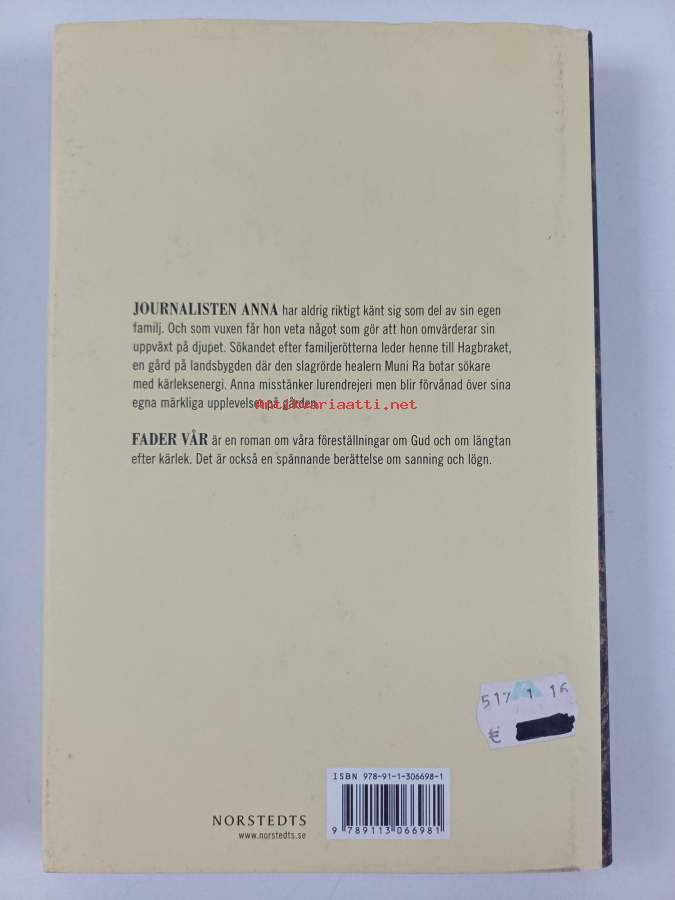 JOURNALISTEN ANNA har aldrig riktigt känt sig som del av sin egen
familj. Och som vuxen får hon veta något som gör att hon omvärderar sin
uppväxt på djupet. Sökandet efter familjerötterna leder henne till Hagbraket,
en gård på landsbygden där den slagrörde healern Muni Ra botar sökare
med kärleksenergi. Anna misstänker lurendrejeri men blir förvånad över sina
egna märkliga upplevelser på gården.
Antikvariaatti.net
FADER VÅR är en roman om våra föreställningar om Gud och om längtan
efter kärlek. Det är också en spännande berättelse om sanning och lögn.
517 1 16
€
ISBN 978-91-1-306698-1
9 789113 066981
NORSTEDTS
www.norstedts.se